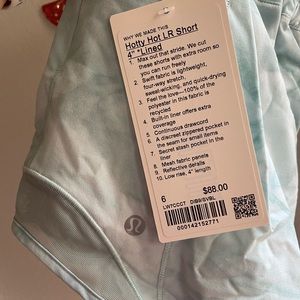 WHY WE MADE THIS
Hotty Hot LR Short
4" *Lined
1. Max out that stride. We cut
these shorts with extra room so
you can run freely
2. Swift fabric is lightweight,
four-way stretch,
sweat-wicking, and quick-drying
3. Feel the love—100% of the
polyester in this fabric is
recycled
4. Built-in liner offers extra
coverage
5. Continuous drawcord
6. A discreet zippered pocket in
the seam for small items
7. Secret stash pocket in the
liner
8. Mesh fabric panels
9. Reflective details
10. Low rise, 4" length
6 $88.00
LW7CCGT DIBB/SVBL
000142152771